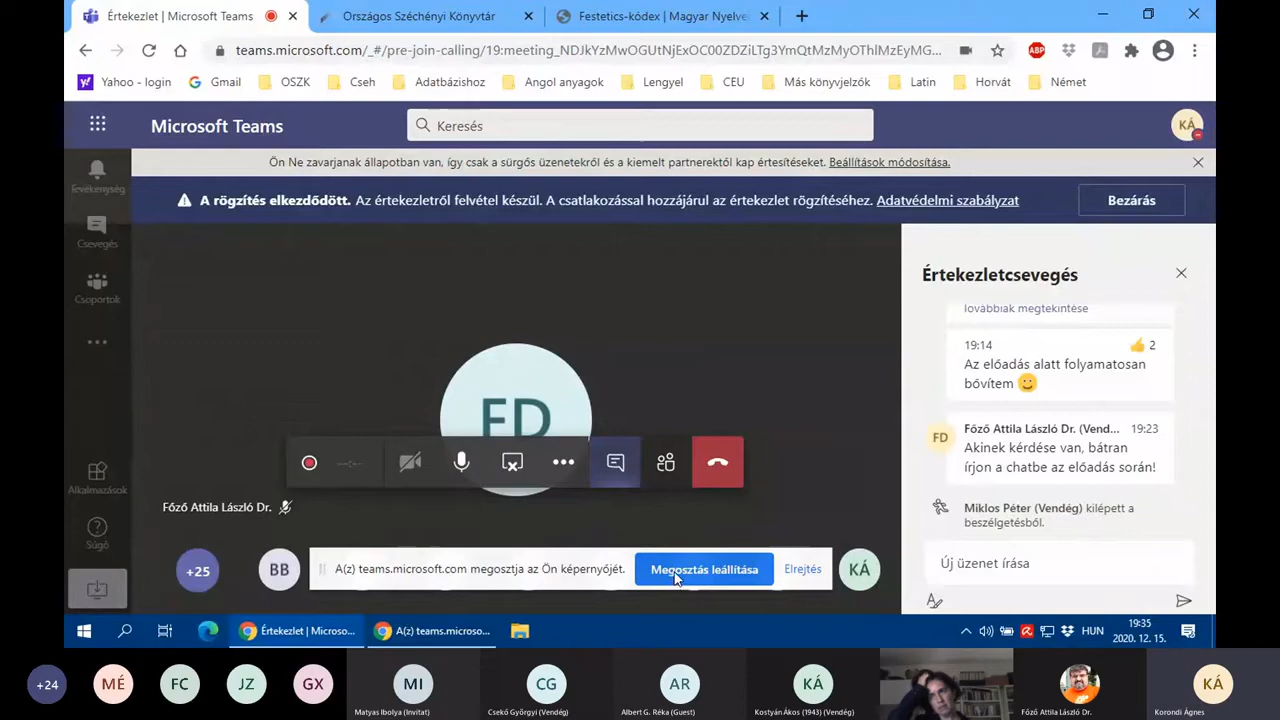 Értekezlet | Microsoft Teams
Országos Széchényi Könyvtár
Festetics-kódex | Magyar Nyelve
teams.microsoft.com/_#/pre-join-calling/19:meeting_NDJkYzMwOGUtNjExOC00ZDZiLTg3YmQtMzMyOThlMzEyMG...
ABP
Yahoo - login
Gmail
OSZK
Cseh
Adatbázishoz
Angol anyagok
Lengyel
CEU
Más könyvjelzők
Latin
Horvát
Német
Microsoft Teams
Keresés
KÁ
Ön Ne zavarjanak állapotban van, így csak a sürgős üzenetekről és a kiemelt partnerektől kap értesítéseket. Beállítások módosítása.
A rögzítés elkezdődött. Az értekezletről felvétel készül. A csatlakozással hozzájárul az értekezlet rögzítéséhez. Adatvédelmi szabályzat
Bezárás
Tevékenység
Csevegés
Csoportok
Alkalmazások
Súgó
FD
Főző Attila László Dr.
+25
BB
A(z) teams.microsoft.com megosztja az Ön képernyőjét.
Megosztás leállítása
Elrejtés
KÁ
Értekezletcsevegés
Továbbiak megtekintése
19:14
2
Az előadás alatt folyamatosan
bővítem
FD
Főző Attila László Dr. (Vend...
19:23
Akinek kérdése van, bátran
írjon a chatbe az előadás során!
Miklos Péter (Vendég) kilépett a
beszélgetésből.
Új üzenet írása
Értekezlet | Microso...
A(z) teams.microso...
HUN
19:35
2020. 12. 15.
+24
MÉ
FC
JZ
GX
MI
CG
AR
KÁ
KÁ
Matyas Ibolya (Invitat)
Csekő Györgyi (Vendég)
Albert G. Réka (Guest)
Kostyán Ákos (1943) (Vendég)
Főző Attila László Dr.
Korondi Ágnes